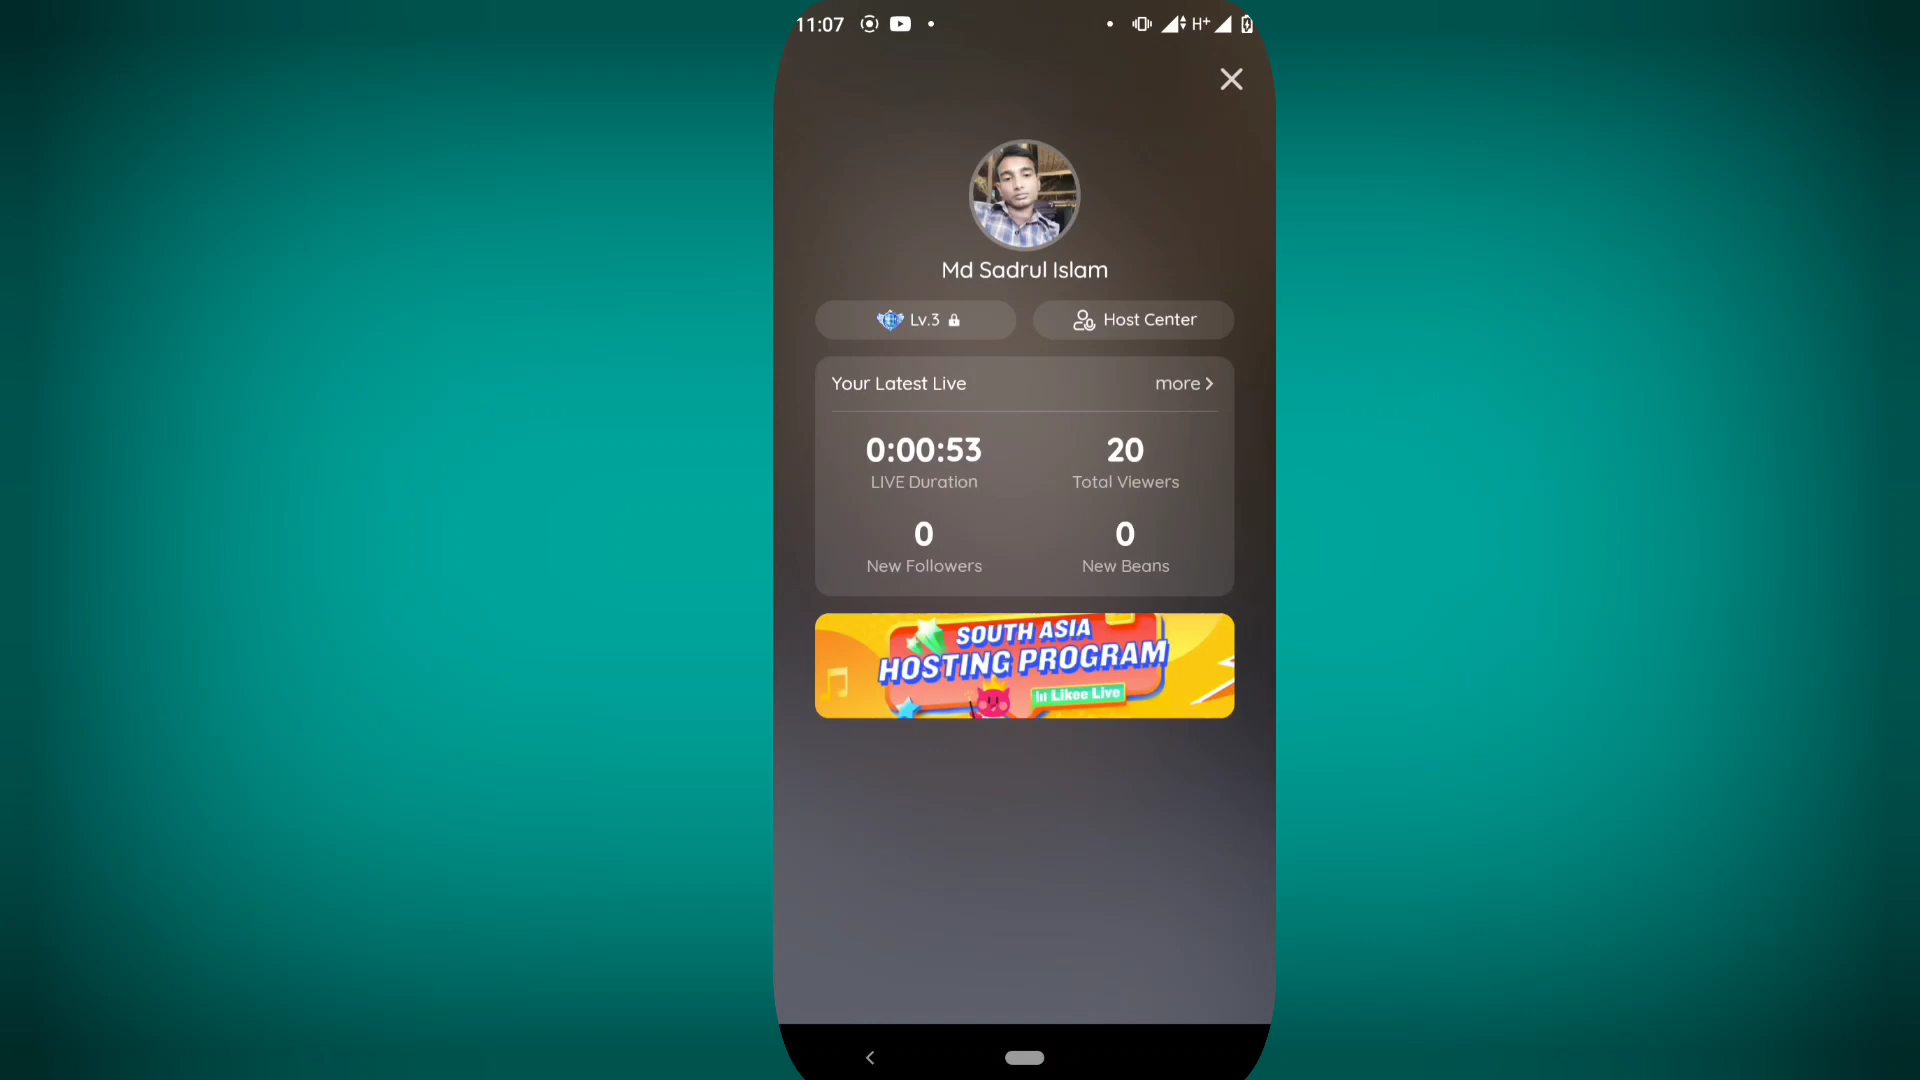 11:07
H+
Md Sadrul Islam
Lv.3
Host Center
Your Latest Live
more
0:00:53
20
LIVE Duration
Total Viewers
0
0
New Followers
New Beans
SOUTH ASIA
HOSTING PROGRAM
Likee Live